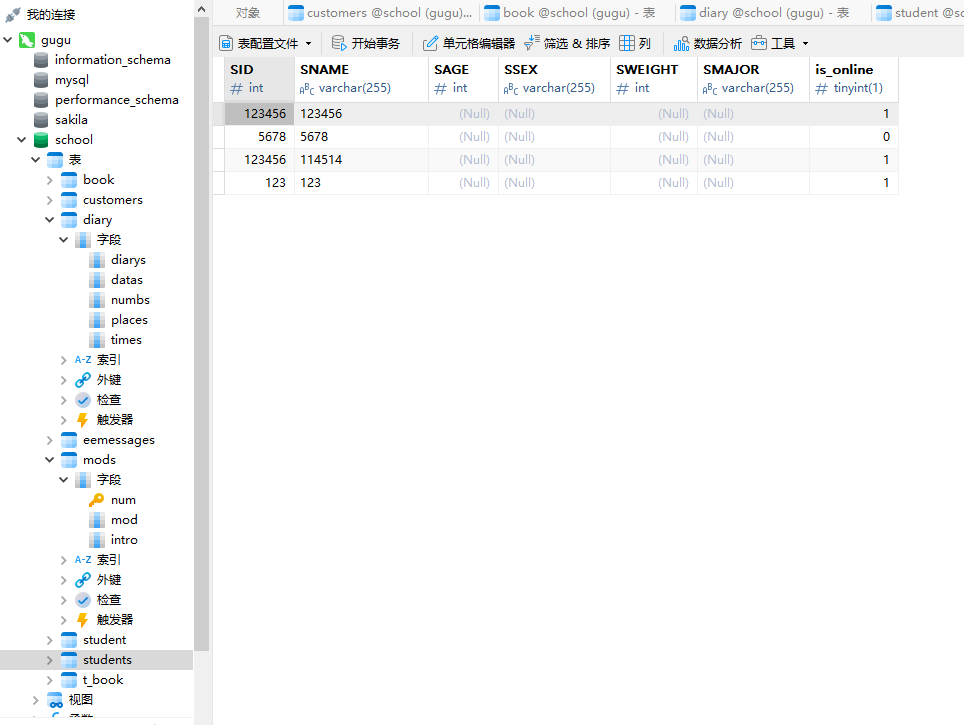 我的连接
gugu
information_schema
mysql
performance_schema
sakila
school
表
book
customers
diary
字段
diarys
datas
numbs
places
times
A-Z 索引
外键
检查
触发器
eemessages
mods
字段
num
mod
intro
A-Z 索引
外键
检查
触发器
student
students
t_book
视图
对象 customers @school (gugu)... book @school (gugu) - 表 diary @school (gugu) - 表 student @sc
表配置文件 开始事务 单元格编辑器 筛选 & 排序 列 数据分析 工具
SID SNAME SAGE SSEX SWEIGHT SMAJOR is_online
# int ABC varchar(255) # int ABC varchar(255) # int ABC varchar(255) # tinyint(1)
123456 123456 (Null) (Null) (Null) (Null) 1
5678 5678 (Null) (Null) (Null) (Null) 0
123456 114514 (Null) (Null) (Null) (Null) 1
123 123 (Null) (Null) (Null) (Null) 1